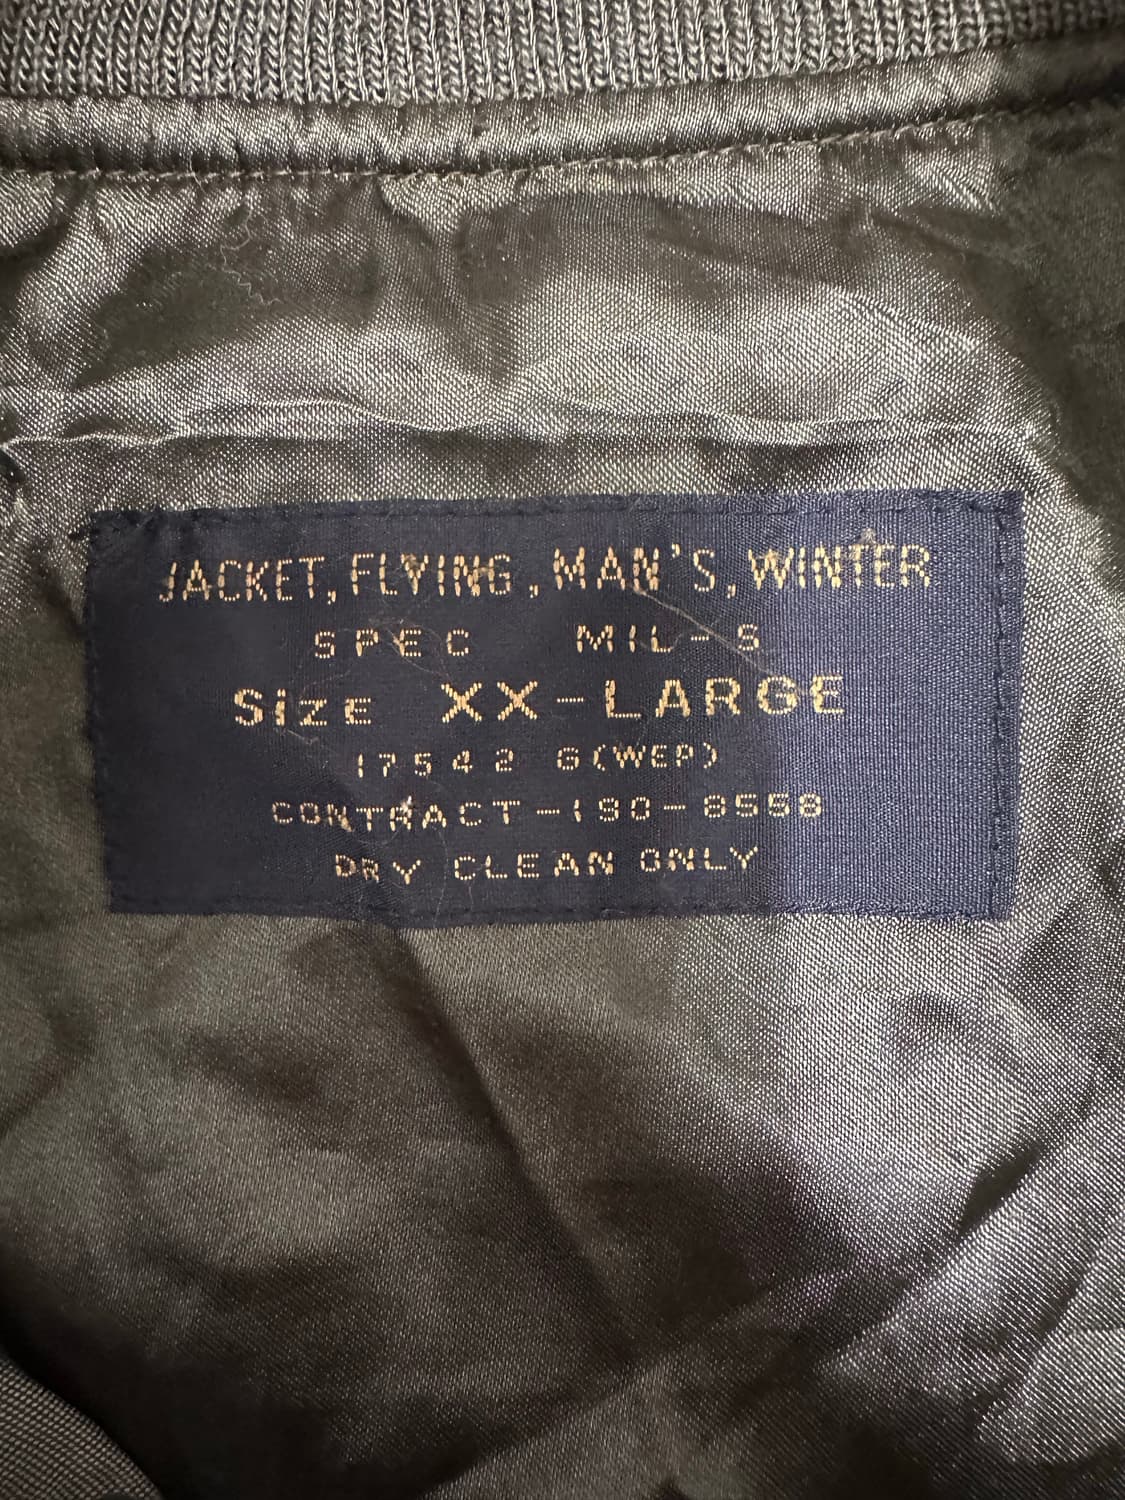 JACKET, FLYING, MAN'S, WINTER
SPEC MIL-S
Size XX-LARGE
17542 G(WEP)
CONTRACT-190-8558
DRY CLEAN ONLY